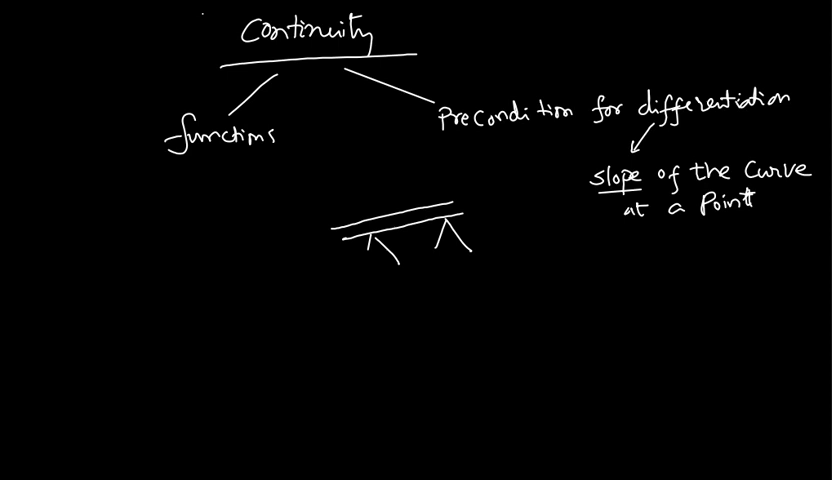 Continuity
functions
Precondition for differentiation
slope of the curve
at a point